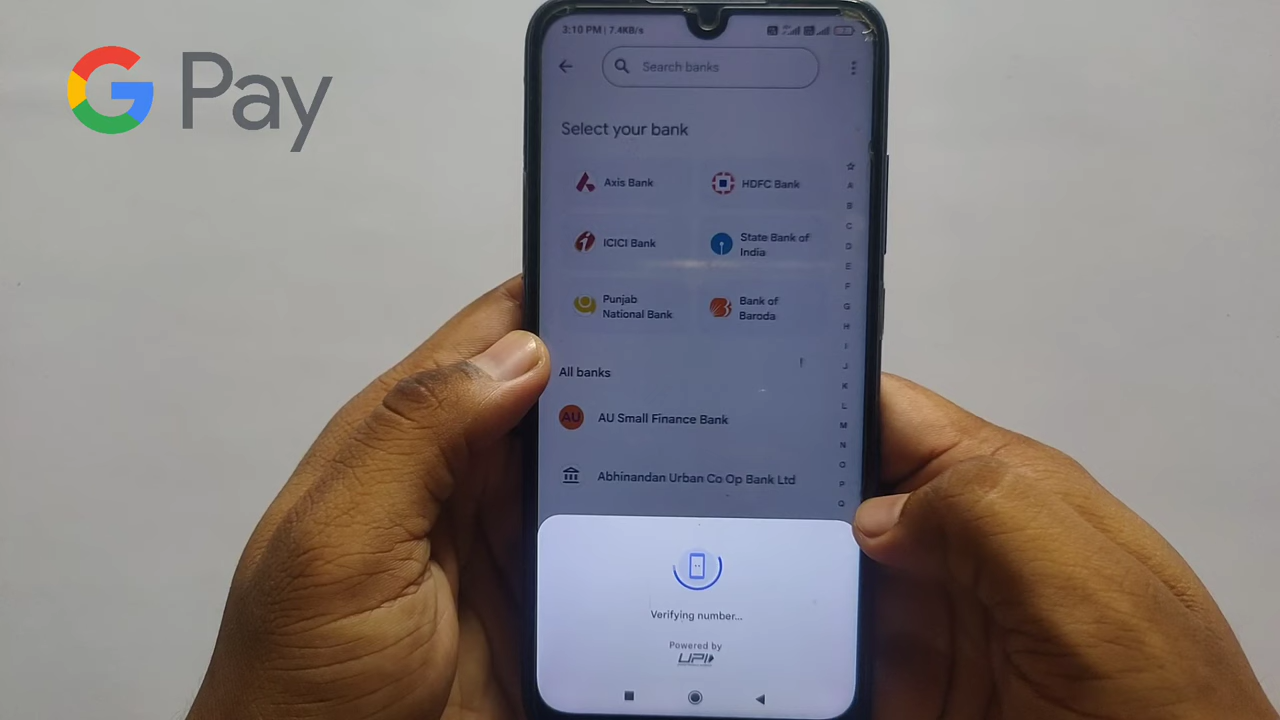 G Pay
3:10 PM | 7.4KB/s
Search banks
Select your bank
Axis Bank
HDFC Bank
ICICI Bank
State Bank of
India
Punjab
National Bank
Bank of
Baroda
All banks
AU
AU Small Finance Bank
Abhinandan Urban Co Op Bank Ltd
A
B
C
D
E
F
G
H
I
J
K
L
M
N
O
P
Q
Verifying number...
Powered by
UPI